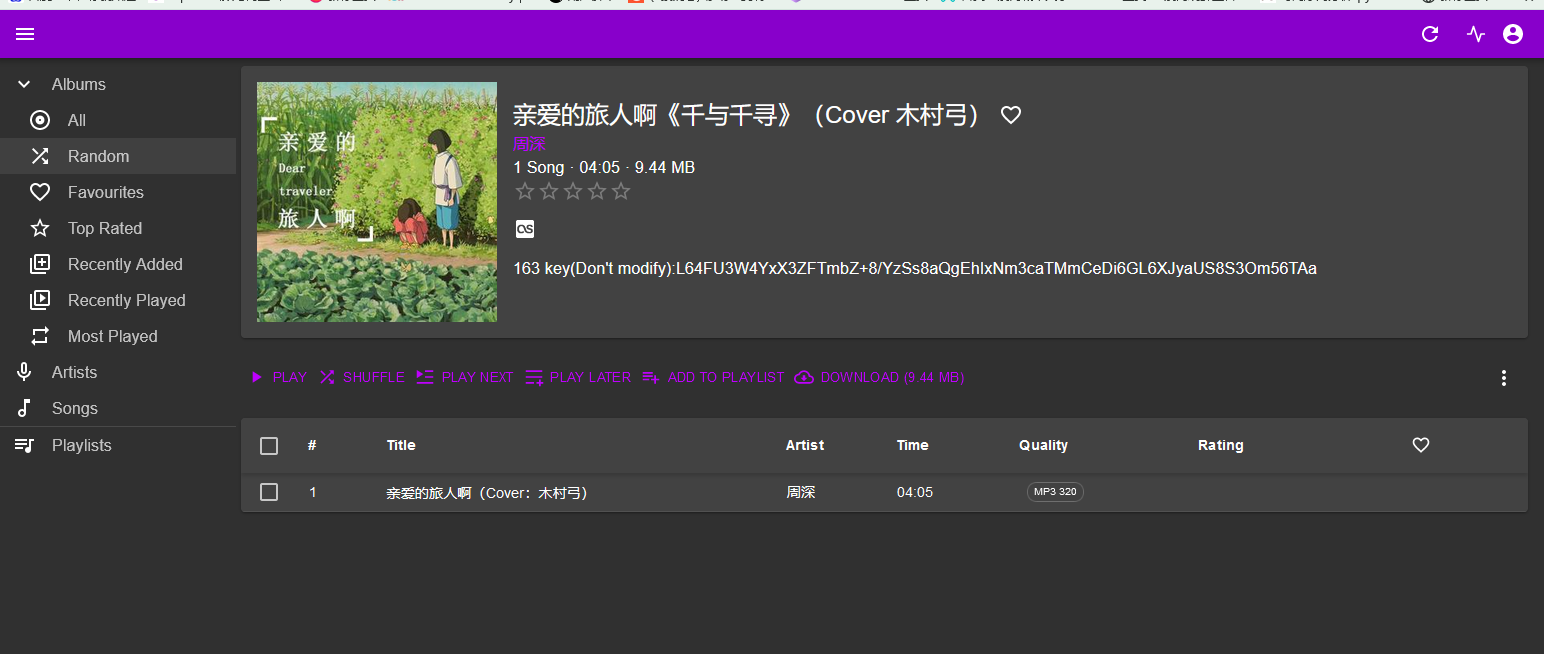 Albums
All
Random
Favourites
Top Rated
Recently Added
Recently Played
Most Played
Artists
Songs
Playlists
亲爱的
Dear
traveler
旅人啊
亲爱的旅人啊《千与千寻》（Cover 木村弓）
周深
1 Song · 04:05 · 9.44 MB
163 key(Don't modify):L64FU3W4YxX3ZFTmbZ+8/YzSs8aQgEhIxNm3caTMmCeDi6GL6XJyaUS8S3Om56TAa
PLAY SHUFFLE PLAY NEXT PLAY LATER ADD TO PLAYLIST DOWNLOAD (9.44 MB)
# Title Artist Time Quality Rating
1 亲爱的旅人啊（Cover：木村弓） 周深 04:05 MP3 320